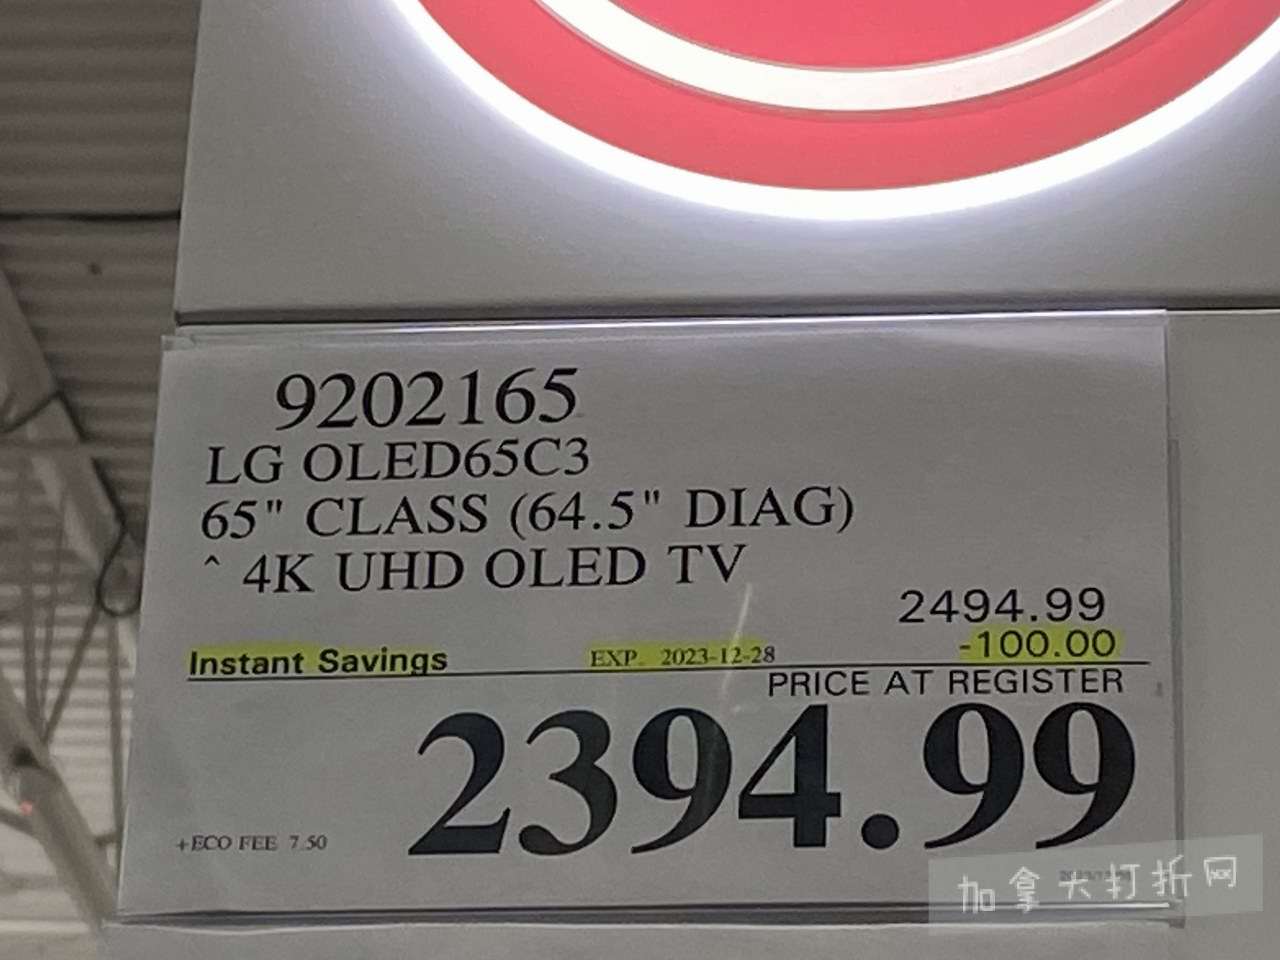 9202165
LG OLED65C3
65" CLASS (64.5" DIAG)
^ 4K UHD OLED TV
2494.99
Instant Savings EXP. 2023-12-28 -100.00
PRICE AT REGISTER
2394.99
+ECO FEE 7.50
加拿大打折网